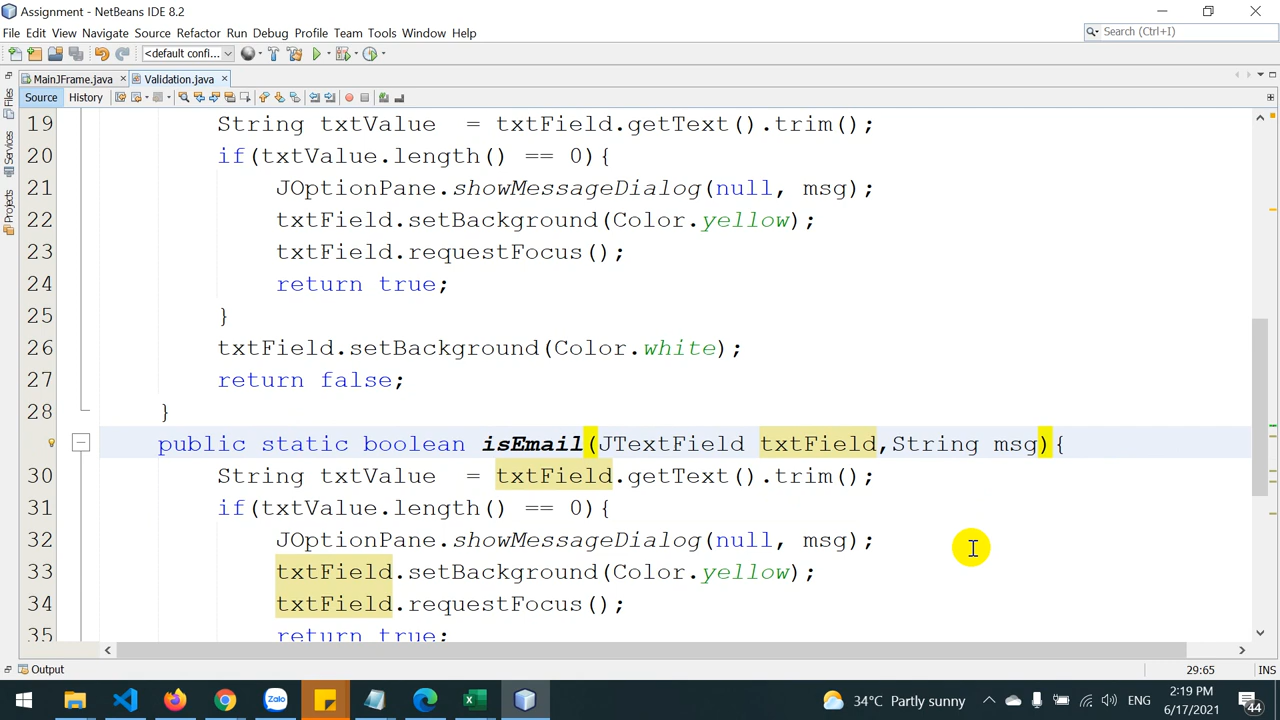 Assignment - NetBeans IDE 8.2
File Edit View Navigate Source Refactor Run Debug Profile Team Tools Window Help
Search (Ctrl+I)
<default confi...
MainJFrame.java Validation.java
Source History
Files
Services
Projects
19 String txtValue = txtField.getText().trim();
20 if(txtValue.length() == 0){
21 JOptionPane.showMessageDialog(null, msg);
22 txtField.setBackground(Color.yellow);
23 txtField.requestFocus();
24 return true;
25 }
26 txtField.setBackground(Color.white);
27 return false;
28 }
public static boolean isEmail(JTextField txtField,String msg){
30 String txtValue = txtField.getText().trim();
31 if(txtValue.length() == 0){
32 JOptionPane.showMessageDialog(null, msg);
33 txtField.setBackground(Color.yellow);
34 txtField.requestFocus();
35 return true;
Output
29:65 INS
Zalo
34°C Partly sunny
ENG
2:19 PM
6/17/2021
44